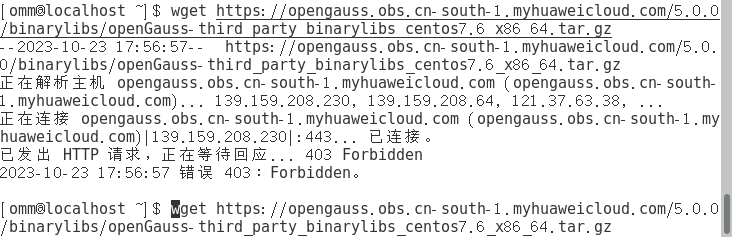 [omm@localhost ~]$ wget https://opengauss.obs.cn-south-1.myhuaweicloud.com/5.0.0
/binarylibs/openGauss-third_party_binarylibs_centos7.6_x86_64.tar.gz
--2023-10-23 17:56:57--  https://opengauss.obs.cn-south-1.myhuaweicloud.com/5.0.
0/binarylibs/openGauss-third_party_binarylibs_centos7.6_x86_64.tar.gz
正在解析主机 opengauss.obs.cn-south-1.myhuaweicloud.com (opengauss.obs.cn-south-
1.myhuaweicloud.com)... 139.159.208.230, 139.159.208.64, 121.37.63.38, ...
正在连接 opengauss.obs.cn-south-1.myhuaweicloud.com (opengauss.obs.cn-south-1.my
huaweicloud.com)|139.159.208.230|:443... 已连接。
已发出 HTTP 请求，正在等待回应... 403 Forbidden
2023-10-23 17:56:57 错误 403：Forbidden。
[omm@localhost ~]$ wget https://opengauss.obs.cn-south-1.myhuaweicloud.com/5.0.0
/binarylibs/openGauss-third_party_binarylibs_centos7.6_x86_64.tar.gz